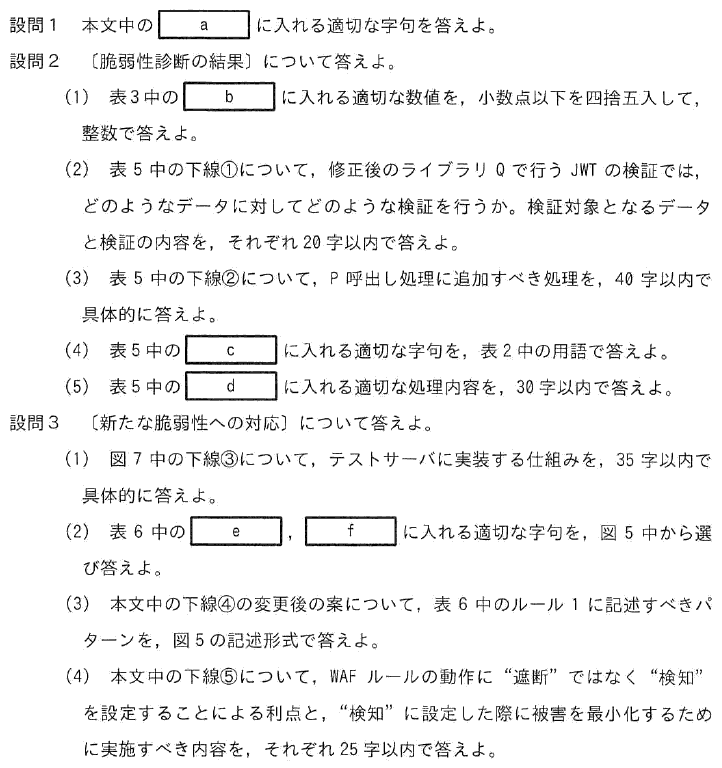 設問1 本文中の a に入れる適切な字句を答えよ。
設問2 〔脆弱性診断の結果〕について答えよ。
(1) 表3中の b に入れる適切な数値を,小数点以下を四捨五入して,
整数で答えよ。
(2) 表5中の下線①について,修正後のライブラリQで行うJWTの検証では,
どのようなデータに対してどのような検証を行うか。検証対象となるデータ
と検証の内容を,それぞれ20字以内で答えよ。
(3) 表5中の下線②について,P呼出し処理に追加すべき処理を,40字以内で
具体的に答えよ。
(4) 表5中の c に入れる適切な字句を,表2中の用語で答えよ。
(5) 表5中の d に入れる適切な処理内容を,30字以内で答えよ。
設問3 〔新たな脆弱性への対応〕について答えよ。
(1) 図7中の下線③について,テストサーバに実装する仕組みを,35字以内で
具体的に答えよ。
(2) 表6中の e , f に入れる適切な字句を,図5中から選
び答えよ。
(3) 本文中の下線④の変更後の案について,表6中のルール1に記述すべきパ
ターンを,図5の記述形式で答えよ。
(4) 本文中の下線⑤について,WAFルールの動作に“遮断”ではなく“検知”
を設定することによる利点と,“検知”に設定した際に被害を最小化するため
に実施すべき内容を,それぞれ25字以内で答えよ。